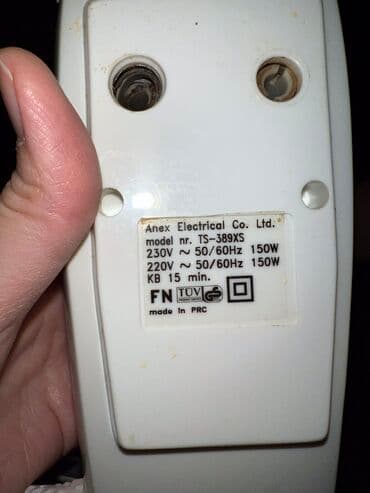 Anex Electrical Co. Ltd.
model nr. TS-389XS
230V ~ 50/60Hz 150W
220V ~ 50/60Hz 150W
KB 15 min.
FN TÜV GS
made in PRC